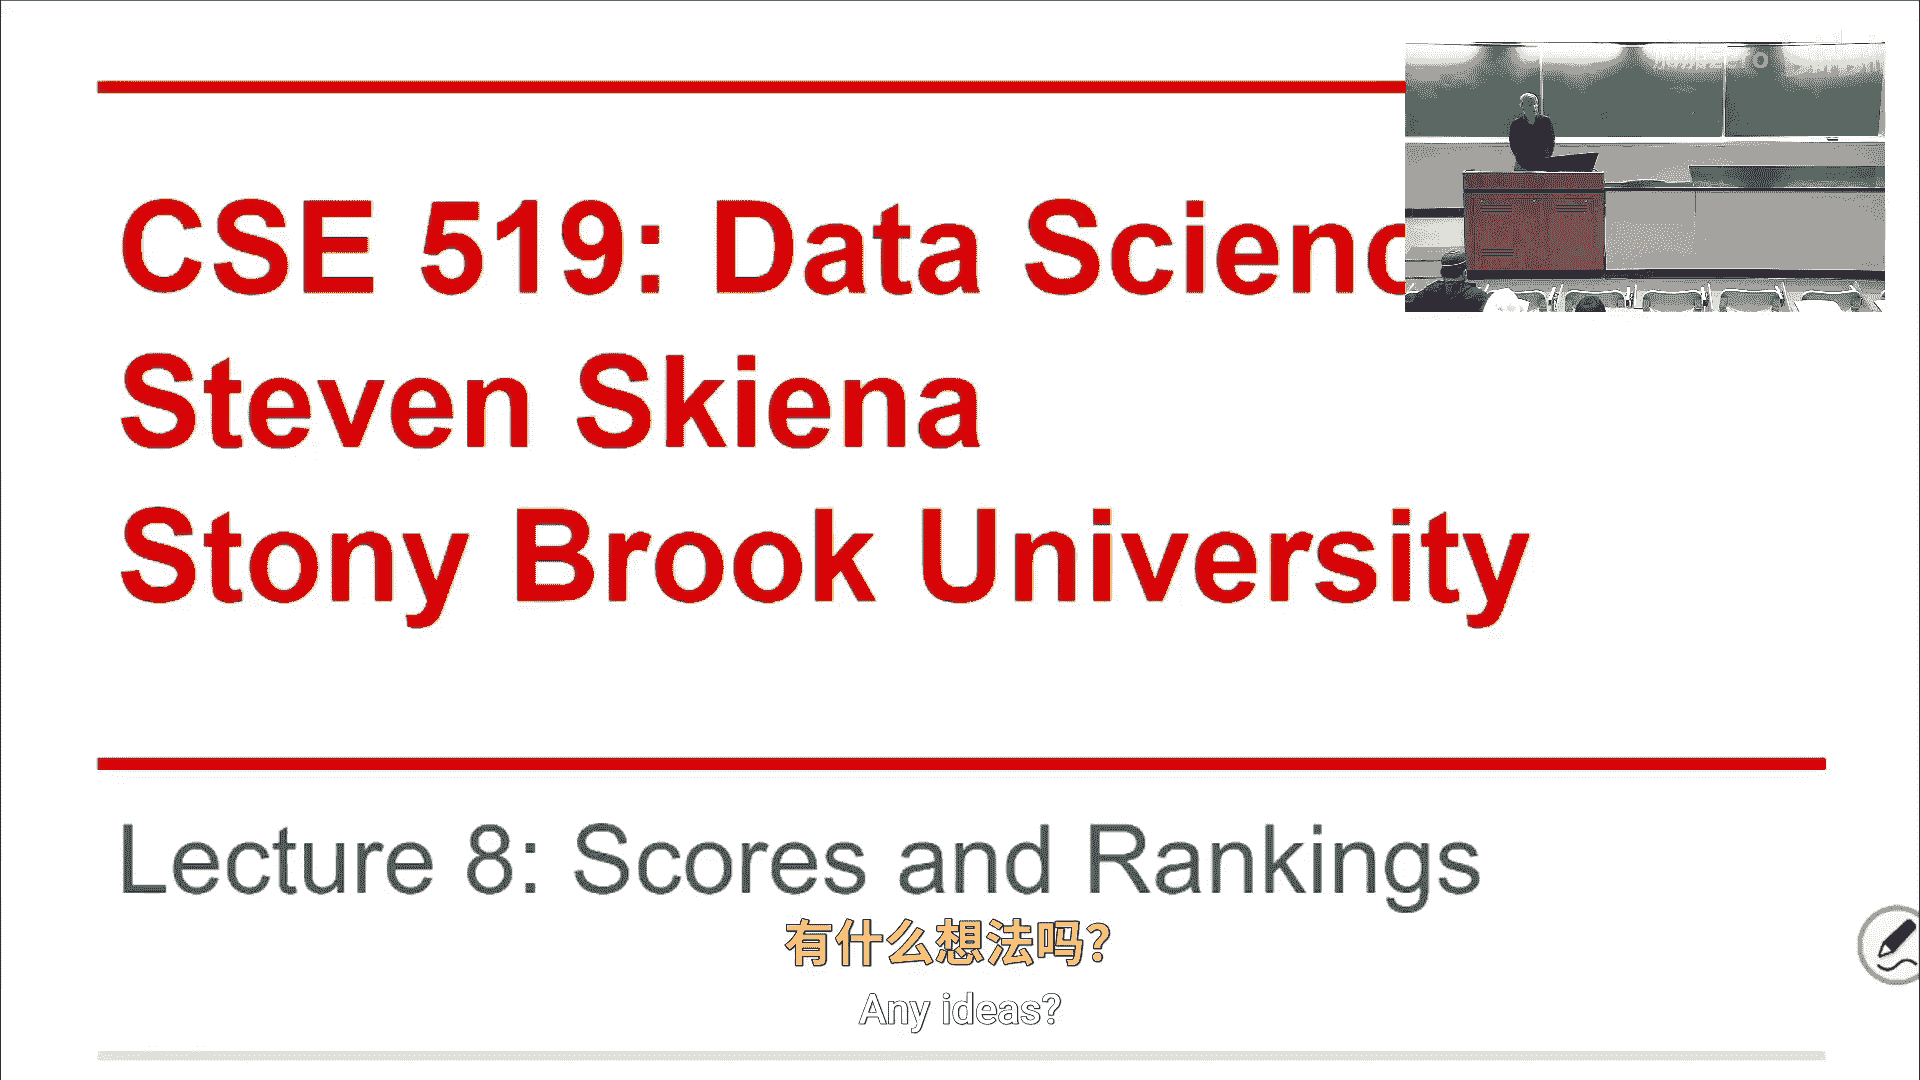 CSE 519: Data Scienc
Steven Skiena
Stony Brook University
Lecture 8: Scores and Rankings
有什么想法吗?
Any ideas?